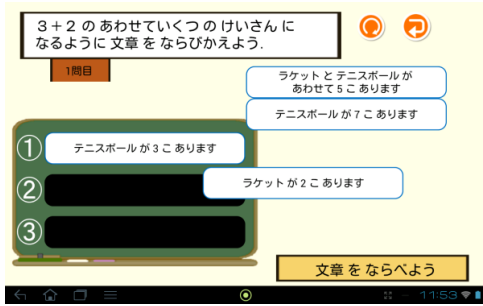 3+2 の あわせていくつ の けいさん に
なるように 文章 を ならびかえよう.
1問目
ラケット と テニスボール が
あわせて 5 こ あります
テニスボール が 7 こ あります
① テニスボール が 3 こ あります
② ラケット が 2 こ あります
③
文章 を ならべよう
11:53